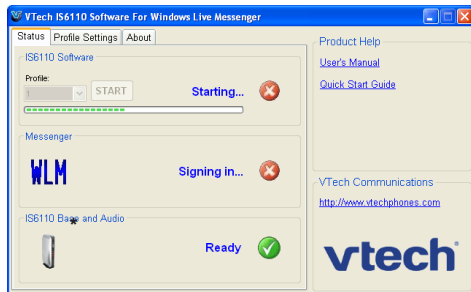 VTech IS6110 Software For Windows Live Messenger
Status Profile Settings About
IS6110 Software
Profile:
1 START Starting...
Messenger
WLM Signing in...
IS6110 Base and Audio
Ready
Product Help
User's Manual
Quick Start Guide
VTech Communications
http://www.vtechphones.com
vtech